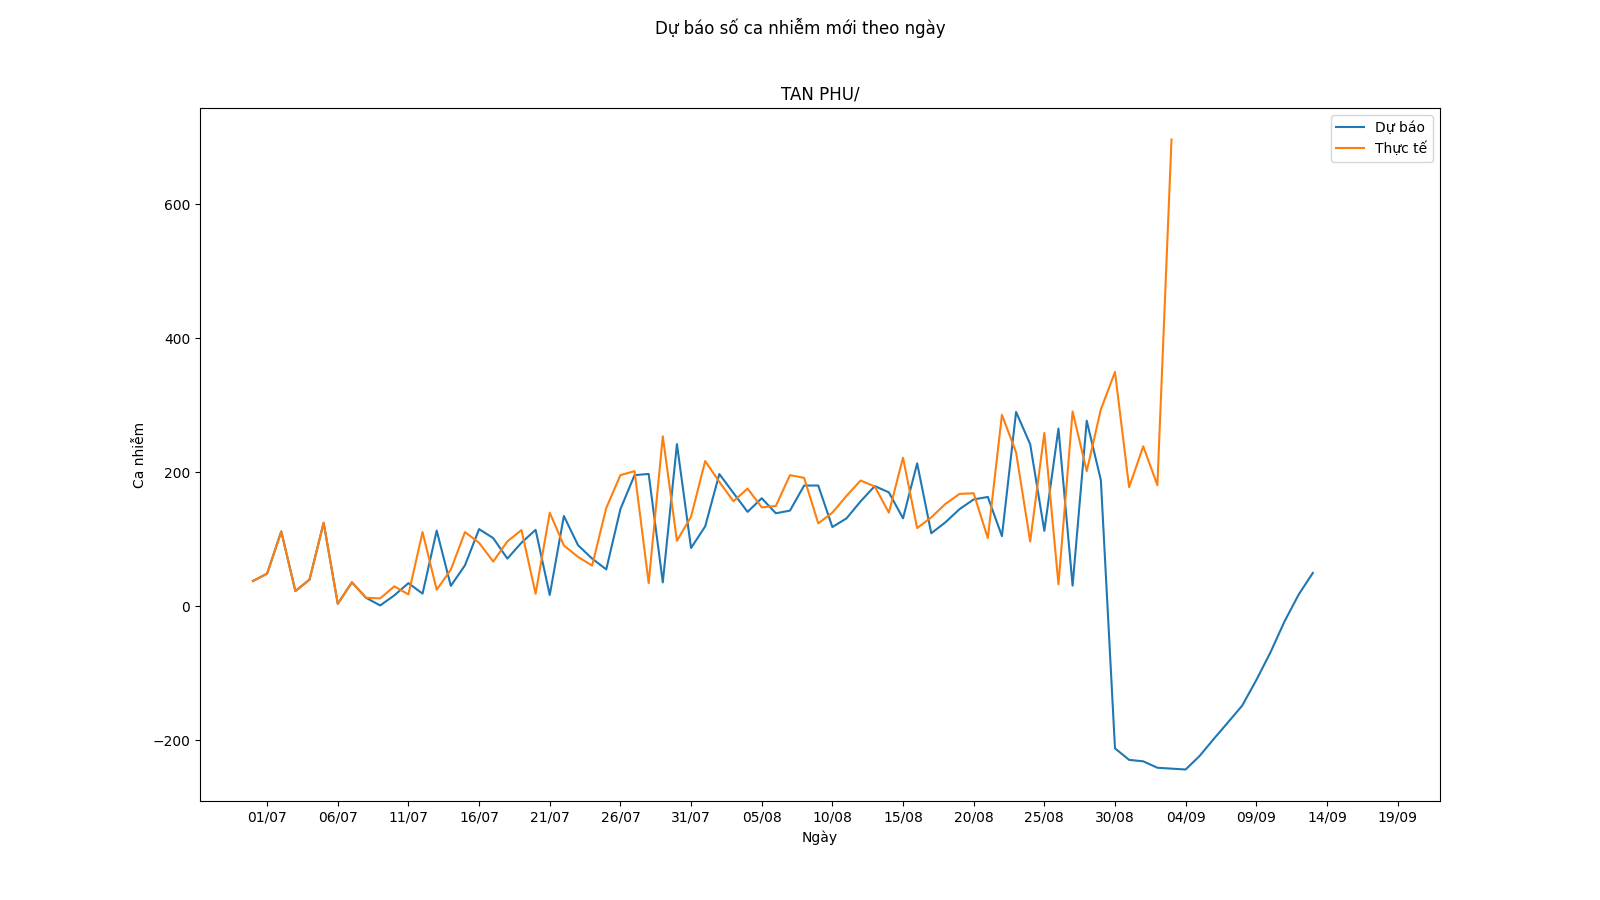 Dự báo số ca nhiễm mới theo ngày
TAN PHU/
Dự báo
Thực tế
600
400
200
0
−200
Ca nhiễm
01/07 06/07 11/07 16/07 21/07 26/07 31/07 05/08 10/08 15/08 20/08 25/08 30/08 04/09 09/09 14/09 19/09
Ngày